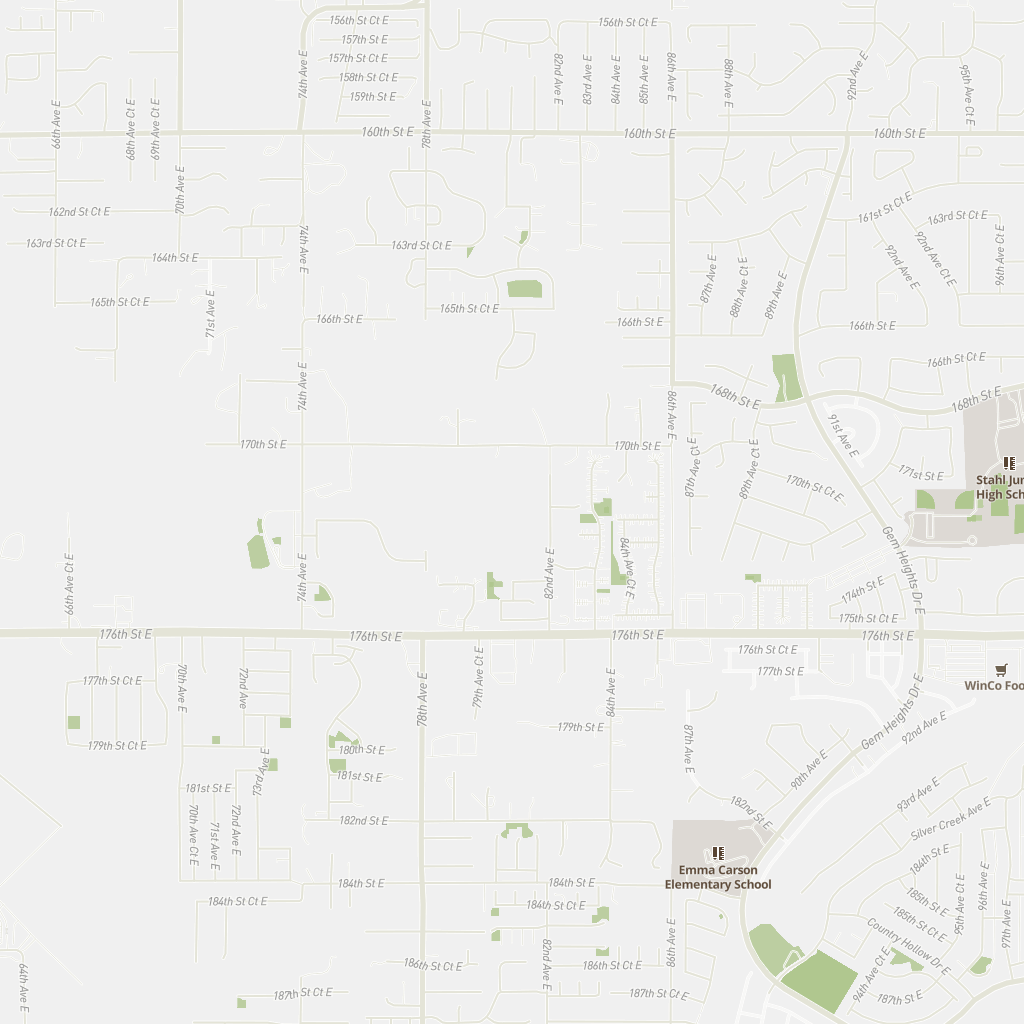 156th St Ct E
156th St Ct E
157th St E
157th St E
158th St Ct E
159th St E
74th Ave E
78th Ave E
82nd Ave E
83rd Ave E
84th Ave E
85th Ave E
86th Ave E
88th Ave E
92nd Ave E
95th Ave Ct E
66th Ave E
68th Ave Ct E
69th Ave Ct E
160th St E
160th St E
160th St E
70th Ave E
162nd St Ct E
163rd St Ct E
164th St E
74th Ave E
163rd St Ct E
161st St Ct E
163rd St Ct E
92nd Ave Ct E
92nd Ave E
96th Ave Ct E
87th Ave E
88th Ave Ct E
89th Ave E
165th St Ct E
71st Ave E
166th St E
165th St Ct E
166th St E
166th St E
166th St Ct E
74th Ave E
86th Ave E
168th St E
168th St E
91st Ave E
170th St E
170th St E
87th Ave Ct E
89th Ave Ct E
170th St Ct E
171st St E
Stahl Jun
High Sch
Gem Heights Dr E
66th Ave Ct E
74th Ave E
82nd Ave E
84th Ave Ct E
174th St E
175th St Ct E
176th St E
176th St E
176th St E
176th St E
176th St Ct E
177th St E
177th St Ct E
70th Ave E
72nd Ave
78th Ave E
79th Ave Ct E
84th Ave E
87th Ave E
WinCo Foo
Gem Heights Dr E
92nd Ave E
179th St Ct E
179th St E
180th St E
73rd Ave E
181st St E
181st St E
90th Ave E
93rd Ave E
182nd St E
182nd St E
Silver Creek Ave E
70th Ave Ct E
71st Ave E
72nd Ave E
Emma Carson
Elementary School
184th St E
184th St E
184th St E
184th St Ct E
184th St Ct E
185th St E
185th St Ct E
95th Ave Ct E
96th Ave E
97th Ave E
Country Hollow Dr E
94th Ave Ct E
82nd Ave E
86th Ave E
186th St Ct E
186th St Ct E
187th St Ct E
187th St Ct E
187th St E
64th Ave E